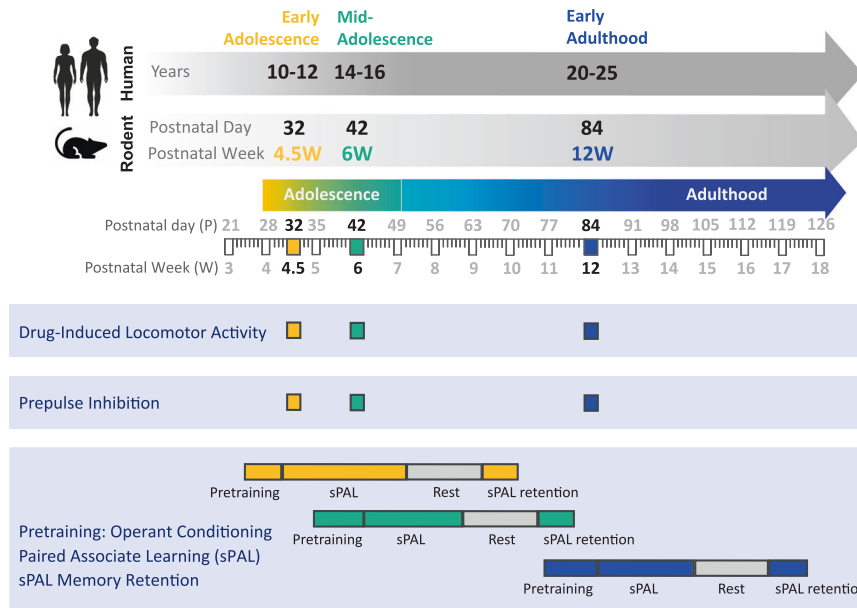 Early
Adolescence
Mid-
Adolescence
Early
Adulthood
Human
Years 10-12 14-16 20-25
Rodent
Postnatal Day 32 42 84
Postnatal Week 4.5W 6W 12W
Adolescence Adulthood
Postnatal day (P) 21 28 32 35 42 49 56 63 70 77 84 91 98 105 112 119 126
Postnatal Week (W) 3 4 4.5 5 6 7 8 9 10 11 12 13 14 15 16 17 18
Drug-Induced Locomotor Activity
Prepulse Inhibition
Pretraining sPAL Rest sPAL retention
Pretraining sPAL Rest sPAL retention
Pretraining: Operant Conditioning
Paired Associate Learning (sPAL)
sPAL Memory Retention
Pretraining sPAL Rest sPAL retention